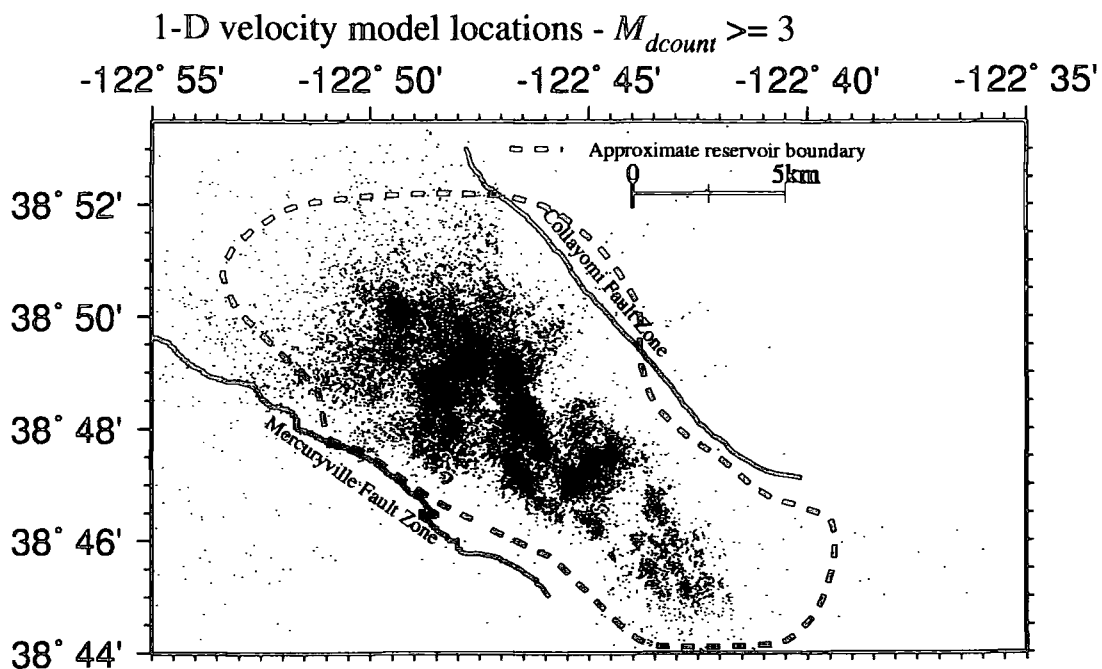 1-D velocity model locations - Mdcount >= 3
-122° 55' -122° 50' -122° 45' -122° 40' -122° 35'
Approximate reservoir boundary
0 5km
38° 52'
Collayomi Fault Zone
38° 50'
38° 48'
Mercuryville Fault Zone
38° 46'
38° 44'